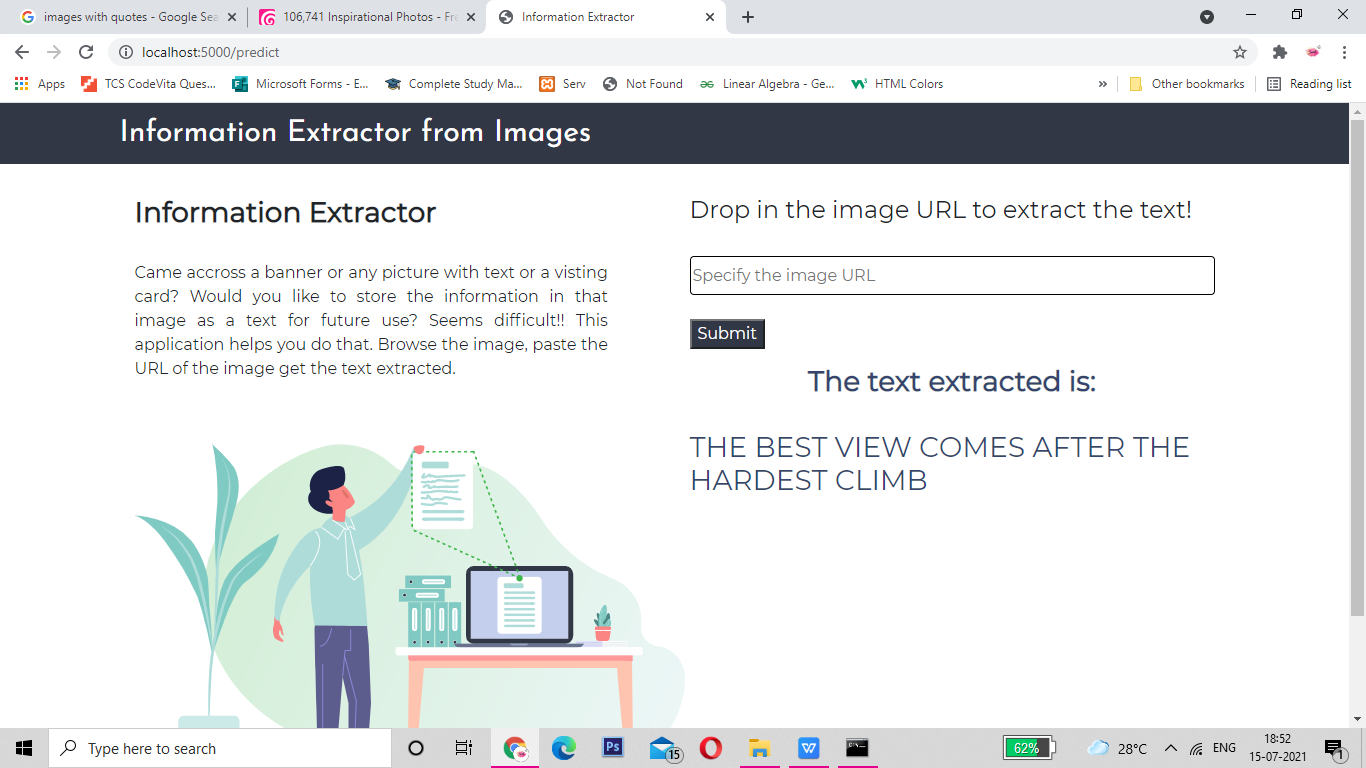 images with quotes - Google Sea
106,741 Inspirational Photos - Fre
Information Extractor
localhost:5000/predict
Apps
TCS CodeVita Ques...
Microsoft Forms - E...
Complete Study Ma...
Serv
Not Found
Linear Algebra - Ge...
HTML Colors
»
Other bookmarks
Reading list
Information Extractor from Images
Information Extractor
Came accross a banner or any picture with text or a visting
card? Would you like to store the information in that
image as a text for future use? Seems difficult!! This
application helps you do that. Browse the image, paste the
URL of the image get the text extracted.
Drop in the image URL to extract the text!
Specify the image URL
Submit
The text extracted is:
THE BEST VIEW COMES AFTER THE
HARDEST CLIMB
Type here to search
Ps
15
W
62%
28°C
ENG
18:52
15-07-2021
1